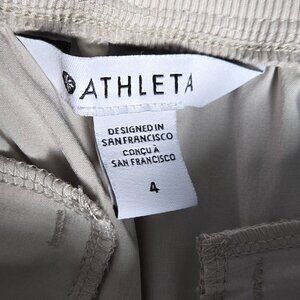 ATHLETA
DESIGNED IN
SAN FRANCISCO
CONÇU À
SAN FRANCISCO
4